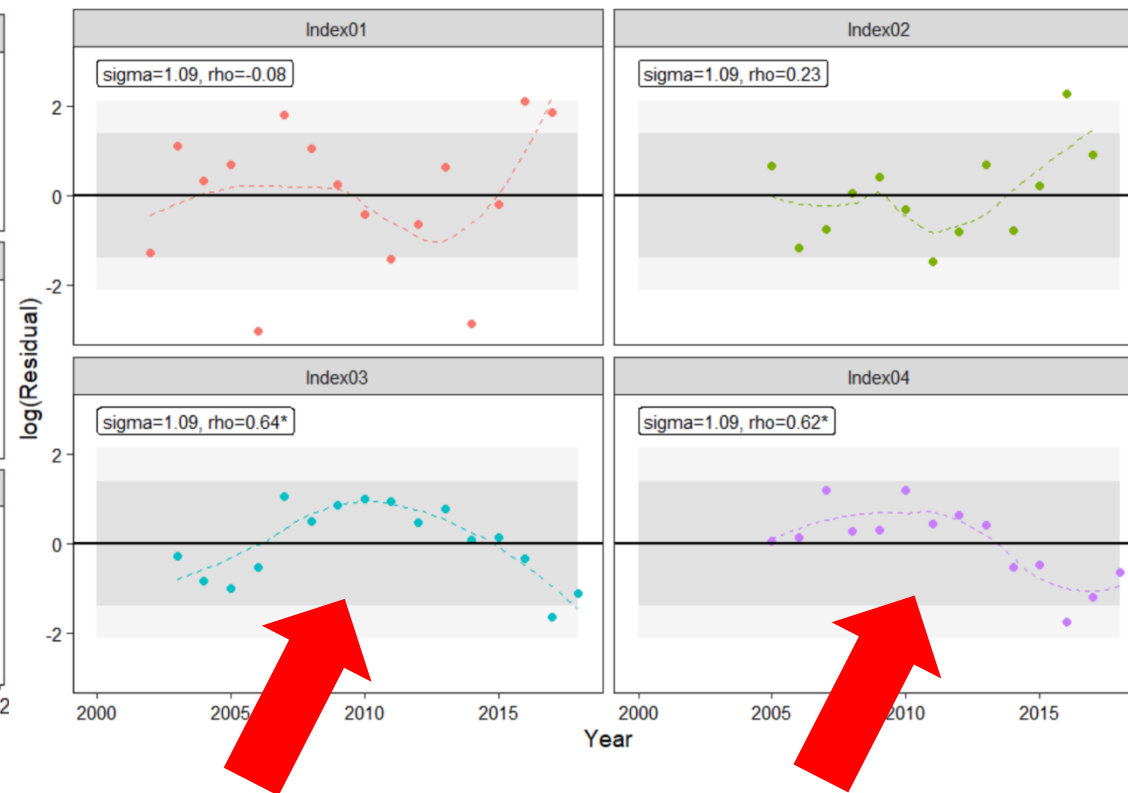 Index01
Index02
sigma=1.09, rho=-0.08
sigma=1.09, rho=0.23
2
0
-2
Index03
Index04
sigma=1.09, rho=0.64*
sigma=1.09, rho=0.62*
2
0
-2
log(Residual)
2
2000
2005
2010
2015
2000
2005
2010
2015
Year